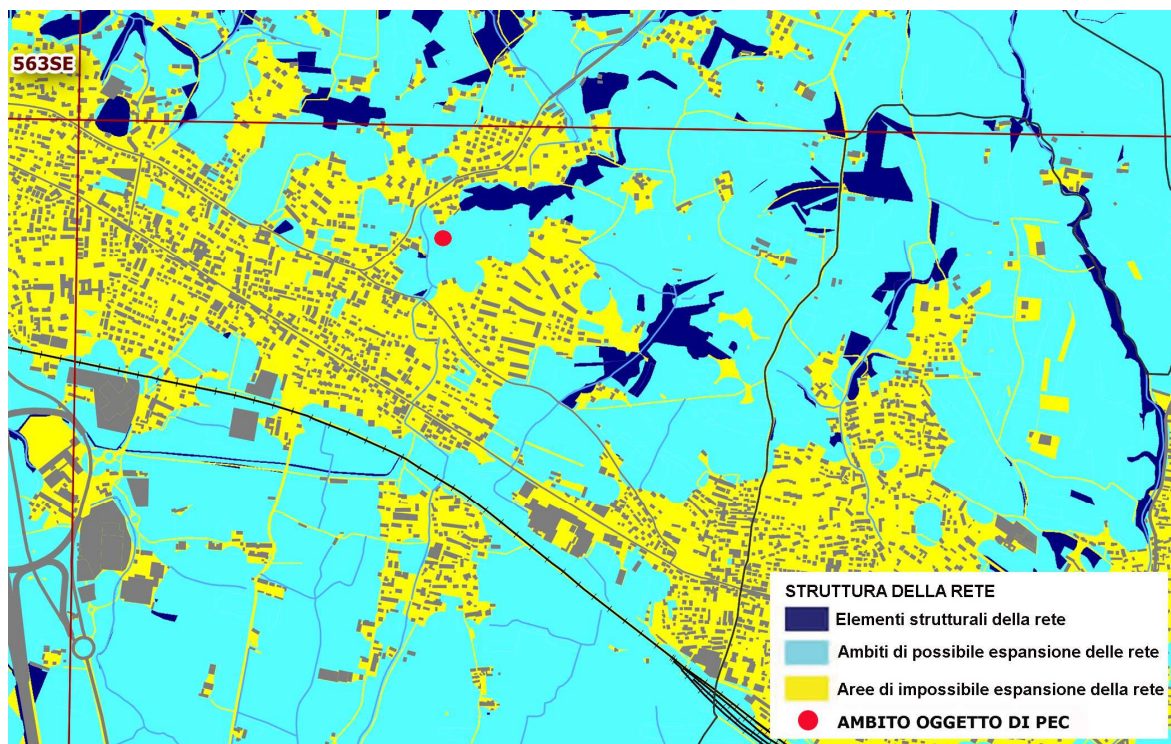 563SE
STRUTTURA DELLA RETE
Elementi strutturali della rete
Ambiti di possibile espansione delle rete
Aree di impossibile espansione della rete
AMBITO OGGETTO DI PEC